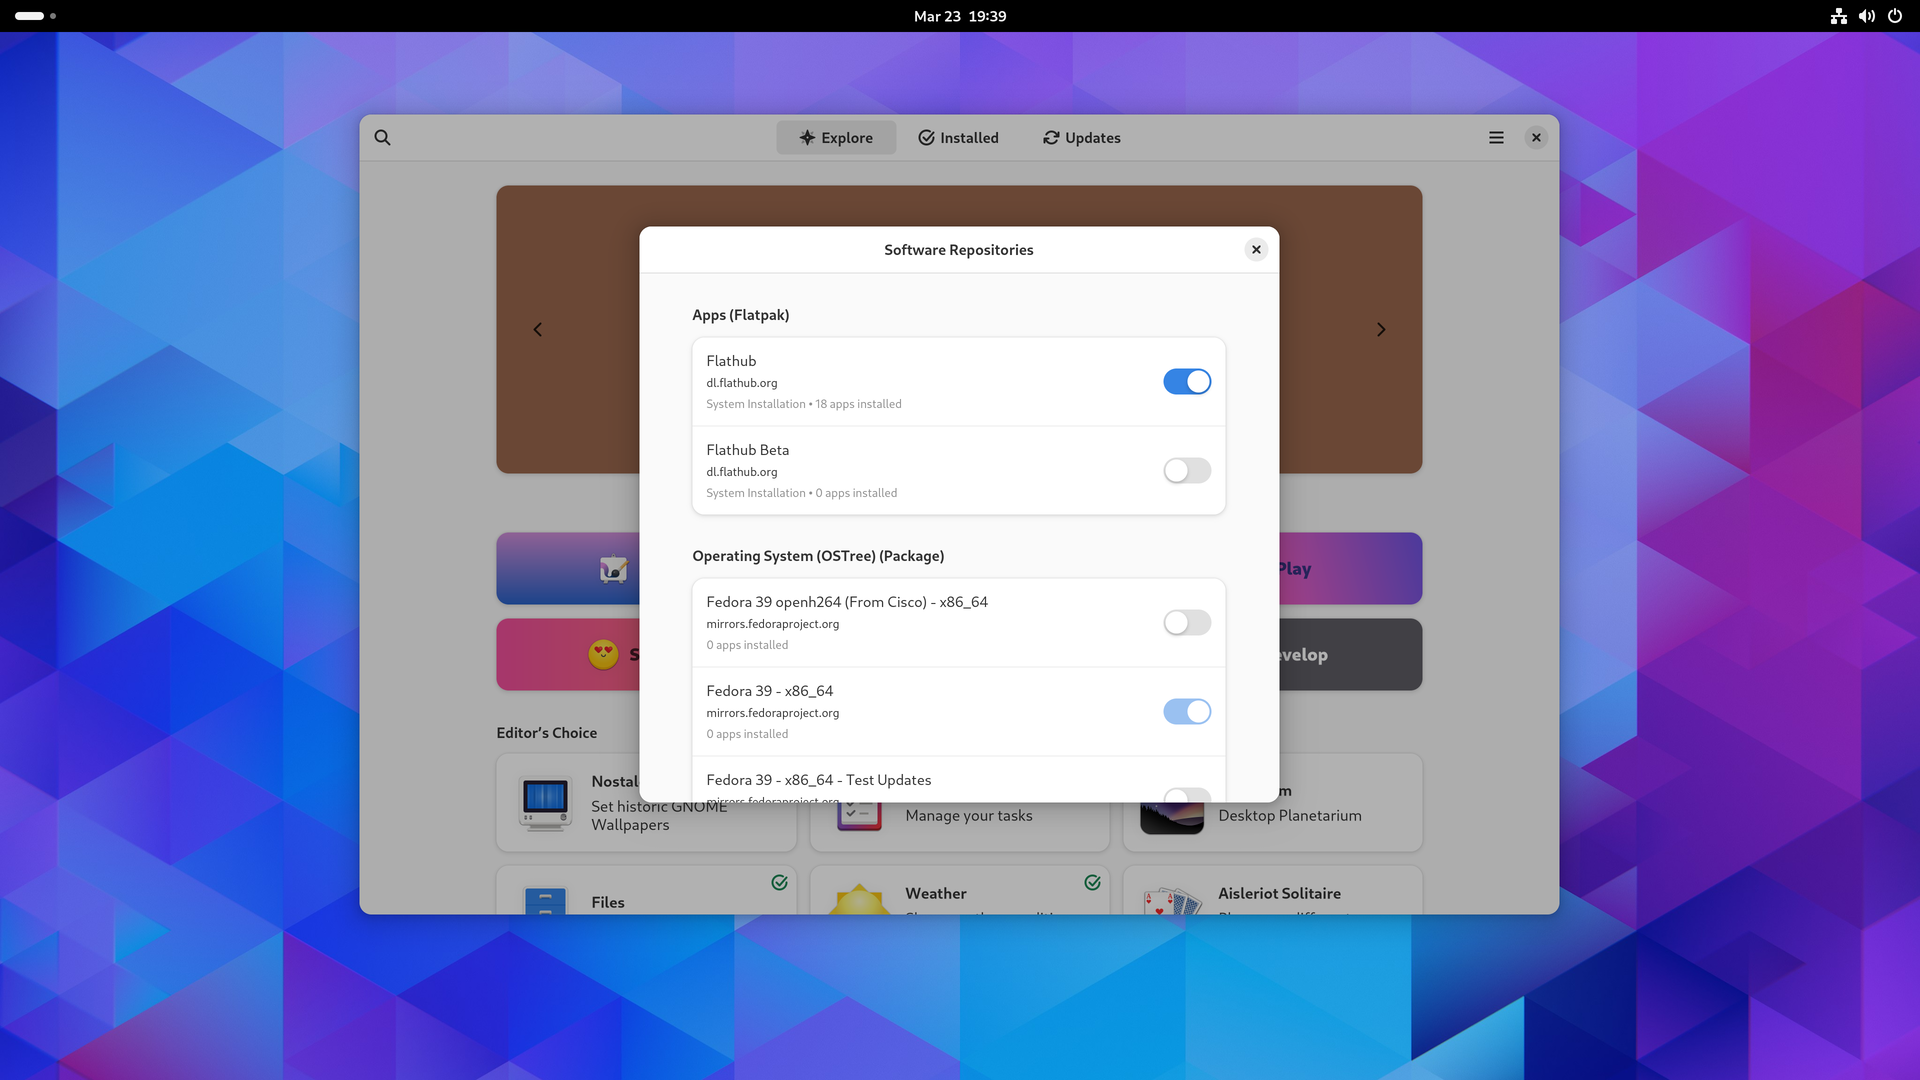 Mar 23 19:39
Explore
Installed
Updates
Software Repositories
Apps (Flatpak)
Flathub
dl.flathub.org
System Installation • 18 apps installed
Flathub Beta
dl.flathub.org
System Installation • 0 apps installed
Operating System (OSTree) (Package)
Fedora 39 openh264 (From Cisco) - x86_64
mirrors.fedoraproject.org
0 apps installed
Fedora 39 - x86_64
mirrors.fedoraproject.org
0 apps installed
Fedora 39 - x86_64 - Test Updates
mirrors.fedoraproject.org
Play
Editor’s Choice
Set historic GNOME
Wallpapers
Manage your tasks
Desktop Planetarium
Files
Weather
Aisleriot Solitaire